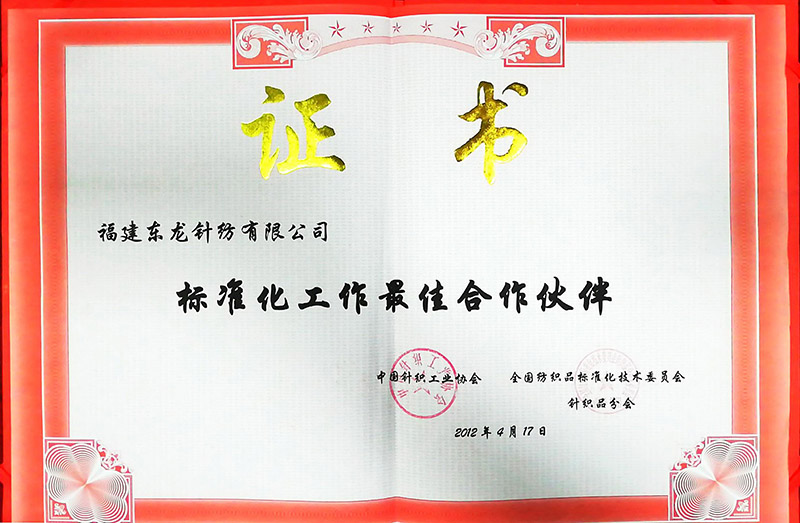 证书
福建东龙针纺有限公司
标准化工作最佳合作伙伴
中国针织工业协会 全国纺织品标准化技术委员会
针织品分会
2012年4月17日